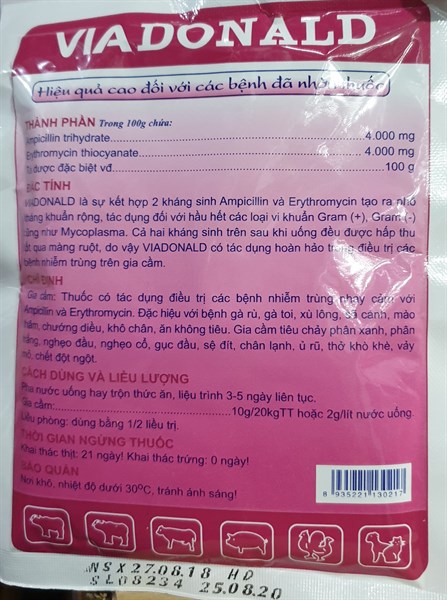 VIADONALD
Hiệu quả cao đối với các bệnh đã nhờn thuốc
THÀNH PHẦN Trong 100g chứa:
Ampicillin trihydrate 4.000 mg
Erythromycin thiocyanate 4.000 mg
Tá dược đặc biệt vđ 100 g
ĐẶC TÍNH
VIADONALD là sự kết hợp 2 kháng sinh Ampicillin và Erythromycin tạo ra phổ
kháng khuẩn rộng, tác dụng đối với hầu hết các loại vi khuẩn Gram (+), Gram (-)
cũng như Mycoplasma. Cả hai kháng sinh trên sau khi uống đều được hấp thu
tốt qua màng ruột, do vậy VIADONALD có tác dụng hoàn hảo trong điều trị các
bệnh nhiễm trùng trên gia cầm.
CHỈ ĐỊNH
Gia cầm: Thuốc có tác dụng điều trị các bệnh nhiễm trùng nhạy cảm với
Ampicillin và Erythromycin. Đặc hiệu với bệnh gà rù, gà toi, xù lông, sã cánh, mào
thâm, chướng diều, khô chân, ăn không tiêu. Gia cầm tiêu chảy phân xanh, phân
trắng, nghẹo đầu, nghẹo cổ, gục đầu, sệ đít, chân lạnh, ủ rũ, thở khò khè, vảy
mỏ, chết đột ngột.
CÁCH DÙNG VÀ LIỀU LƯỢNG
Pha nước uống hay trộn thức ăn, liệu trình 3-5 ngày liên tục.
Gia cầm: 10g/20kgTT hoặc 2g/lít nước uống
Liều phòng: dùng bằng 1/2 liều trị.
THỜI GIAN NGỪNG THUỐC
Khai thác thịt: 21 ngày! Khai thác trứng: 0 ngày!
BẢO QUẢN
Nơi khô, nhiệt độ dưới 30ºC, tránh ánh sáng!
8 935221 130217
NSX 27.08.18 HD
SL08234 25.08.20